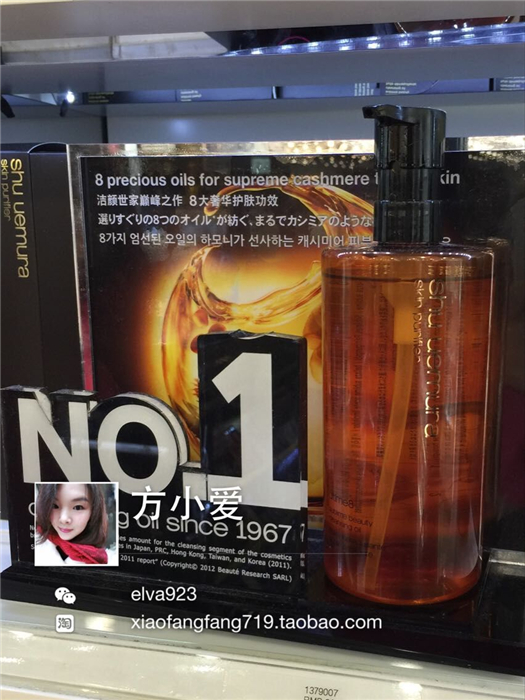 8 precious oils for supreme cashmere
kin
洁颜世家巅峰之作 8大奢华护肤功效
選りすぐりの8つのオイル*が紡ぐ、まるでカシミアのような
8가지 엄선된 오일의 하모니가 선사하는 캐시미어 피부
shu uemura
skin purifier
shu uemura
skin purifier
NO.1
oil since 1967
es amount for the cleansing segment of the cosmetics
es in Japan, PRC, Hong Kong, Taiwan, and Korea (2011).
2011 report" (Copyright© 2012 Beauté Research SARL)
方小爱
elva923
淘
xiaofangfang719.taobao.com
1379007